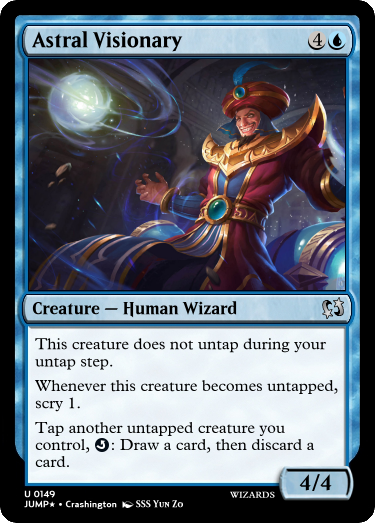 Astral Visionary 4
Creature — Human Wizard
This creature does not untap during your
untap step.
Whenever this creature becomes untapped,
scry 1.
Tap another untapped creature you
control, : Draw a card, then discard a
card.
4/4
U 0149
JUMP★ • Crashington SSS Yun Zo
WIZARDS